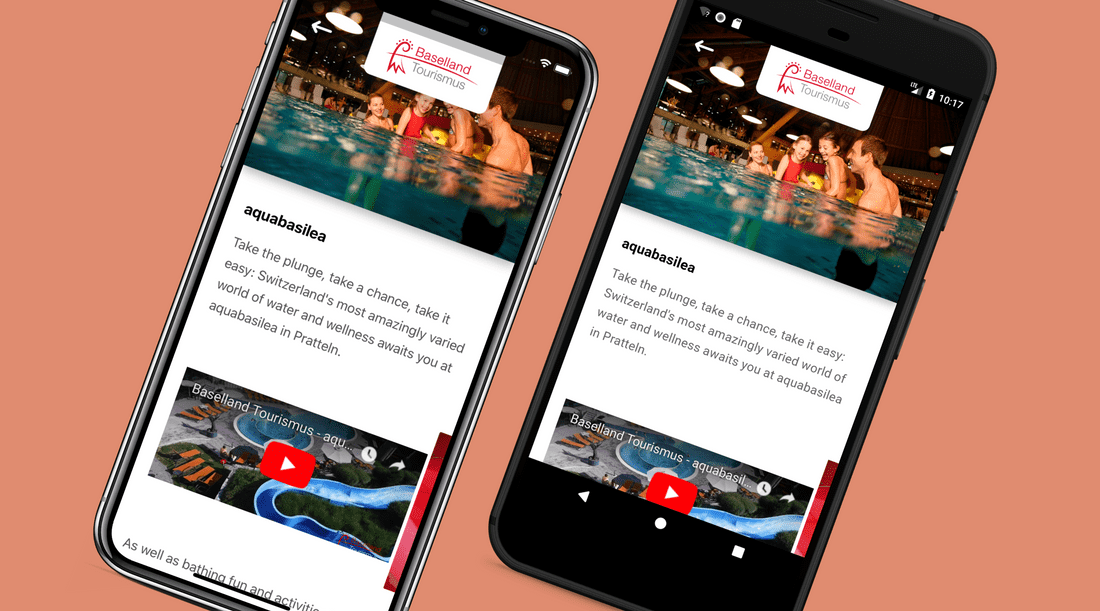 Baselland
Tourismus
aquabasilea
Take the plunge, take a chance, take it
easy: Switzerland's most amazingly varied
world of water and wellness awaits you at
aquabasilea in Pratteln.
Baselland Tourismus - aqu...
As well as bathing fun and activities
LTE
10:17
Baselland
Tourismus
aquabasilea
Take the plunge, take a chance, take it easy:
Switzerland's most amazingly varied world of
water and wellness awaits you at aquabasilea
in Pratteln.
Baselland Tourismus - aquabasil...